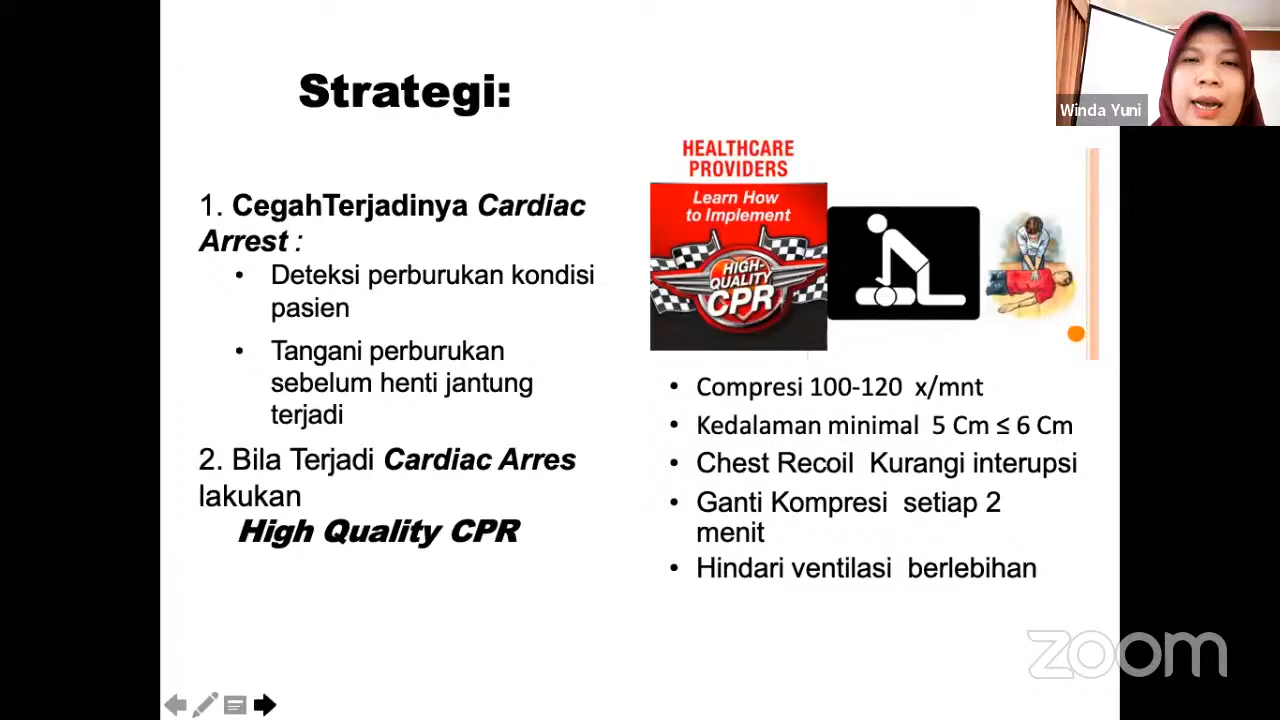 Strategi:
1. CegahTerjadinya Cardiac
Arrest :
• Deteksi perburukan kondisi
pasien
• Tangani perburukan
sebelum henti jantung
terjadi
2. Bila Terjadi Cardiac Arres
lakukan
High Quality CPR
HEALTHCARE
PROVIDERS
Learn How
to Implement
HIGH-
QUALITY
CPR
• Compresi 100-120 x/mnt
• Kedalaman minimal 5 Cm ≤ 6 Cm
• Chest Recoil Kurangi interupsi
• Ganti Kompresi setiap 2
menit
• Hindari ventilasi berlebihan
Winda Yuni
zoom